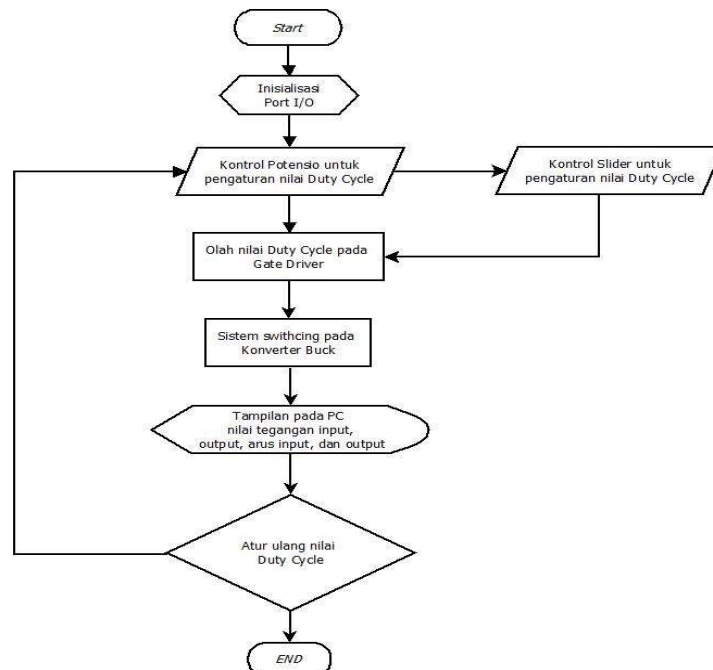 Start
Inisialisasi
Port I/O
Kontrol Potensio untuk
pengaturan nilai Duty Cycle
Kontrol Slider untuk
pengaturan nilai Duty Cycle
Olah nilai Duty Cycle pada
Gate Driver
Sistem swithcing pada
Konverter Buck
Tampilan pada PC
nilai tegangan input,
output, arus input, dan output
Atur ulang nilai
Duty Cycle
END